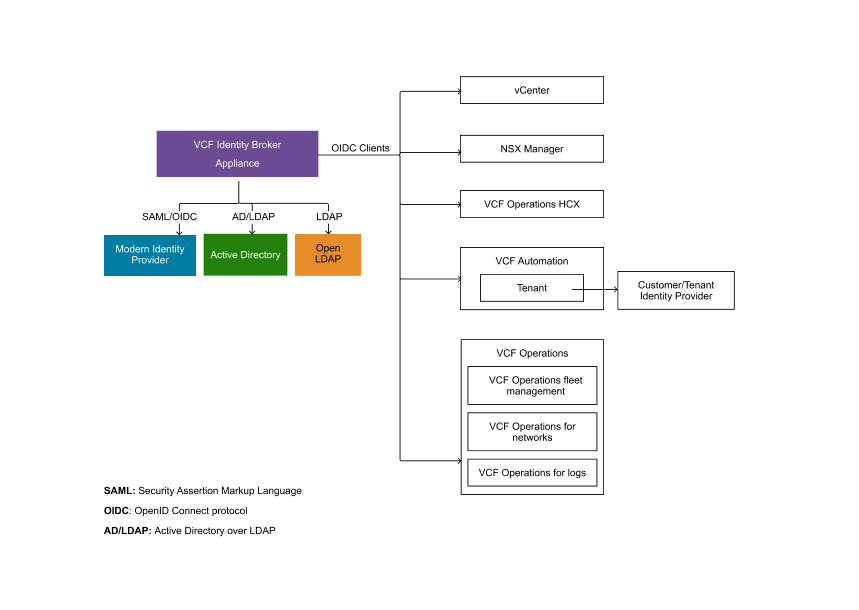 vCenter
VCF Identity Broker
Appliance
OIDC Clients
NSX Manager
VCF Operations HCX
SAML/OIDC
AD/LDAP
LDAP
Modern Identity
Provider
Active Directory
Open
LDAP
VCF Automation
Tenant
Customer/Tenant
Identity Provider
VCF Operations
VCF Operations fleet
management
VCF Operations for
networks
VCF Operations for logs
SAML: Security Assertion Markup Language
OIDC: OpenID Connect protocol
AD/LDAP: Active Directory over LDAP